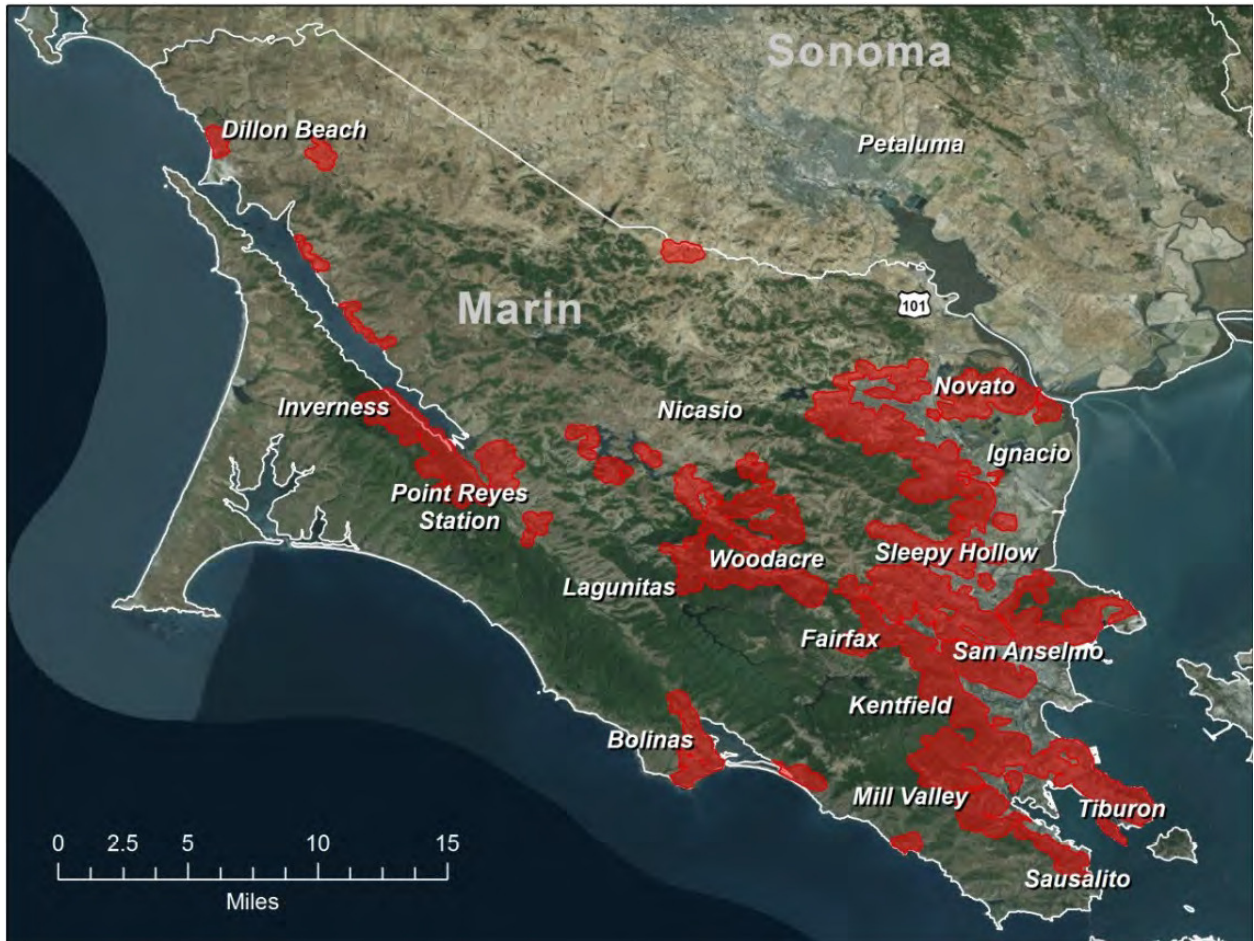 Sonoma
Dillon Beach
Petaluma
Marin
101
Inverness
Nicasio
Novato
Ignacio
Point Reyes
Station
Woodacre
Sleepy Hollow
Lagunitas
Fairfax
San Anselmo
Kentfield
Bolinas
Mill Valley
Tiburon
Sausalito
0 2.5 5 10 15
Miles